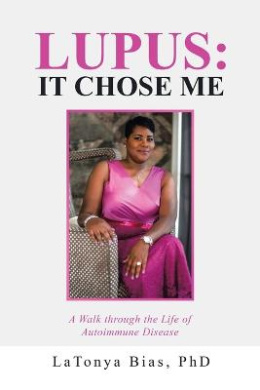 LUPUS:
IT CHOSE ME
A Walk through the Life of
Autoimmune Disease
LaTonya Bias, PhD